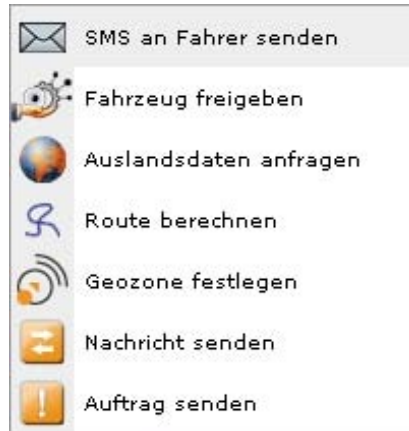 SMS an Fahrer senden
Fahrzeug freigeben
Auslandsdaten anfragen
Route berechnen
Geozone festlegen
Nachricht senden
Auftrag senden